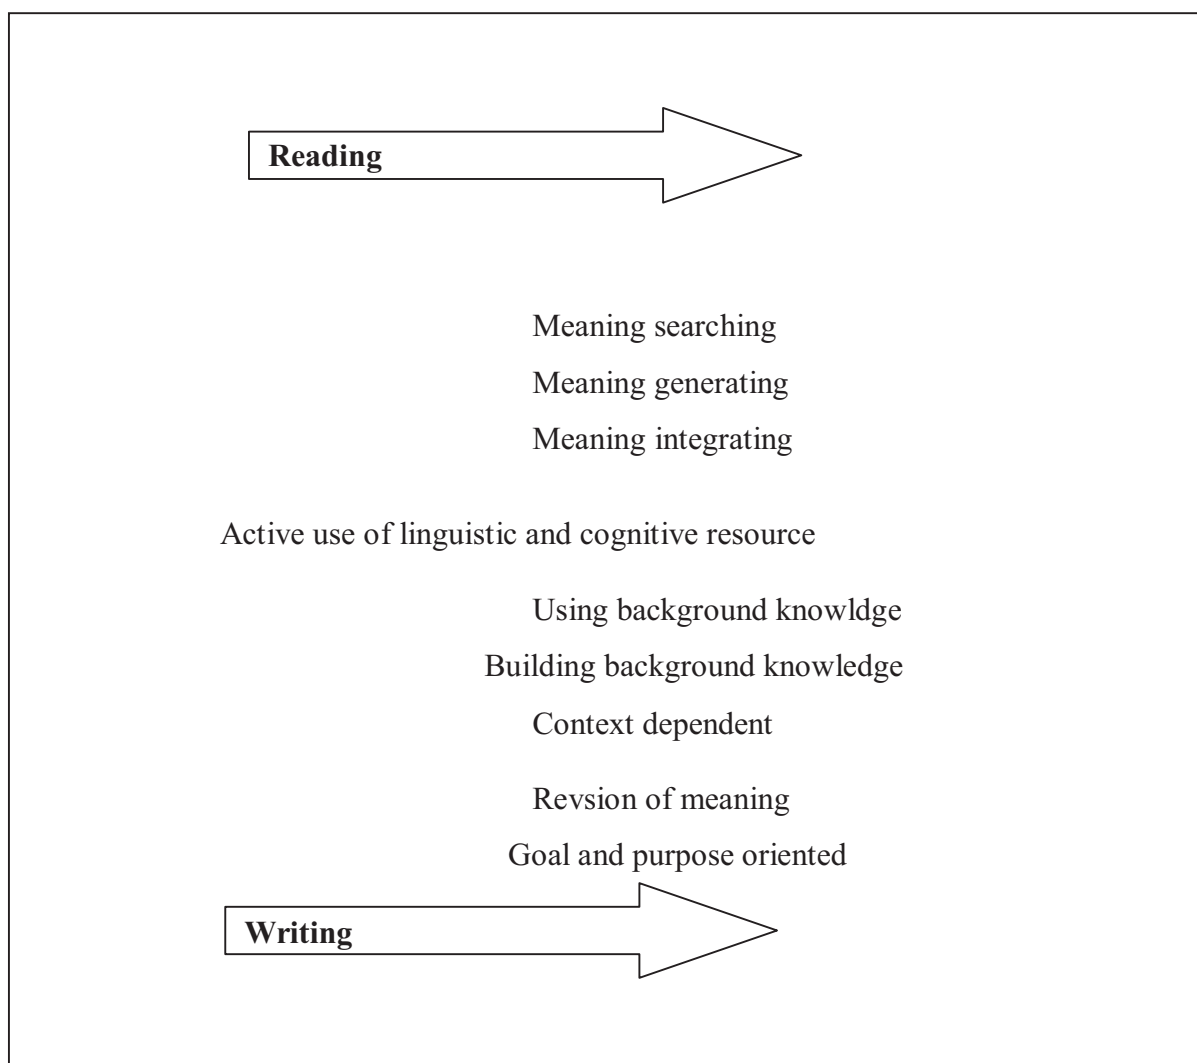 Reading
Meaning searching
Meaning generating
Meaning integrating
Active use of linguistic and cognitive resource
Using background knowldge
Building background knowledge
Context dependent
Revsion of meaning
Goal and purpose oriented
Writing